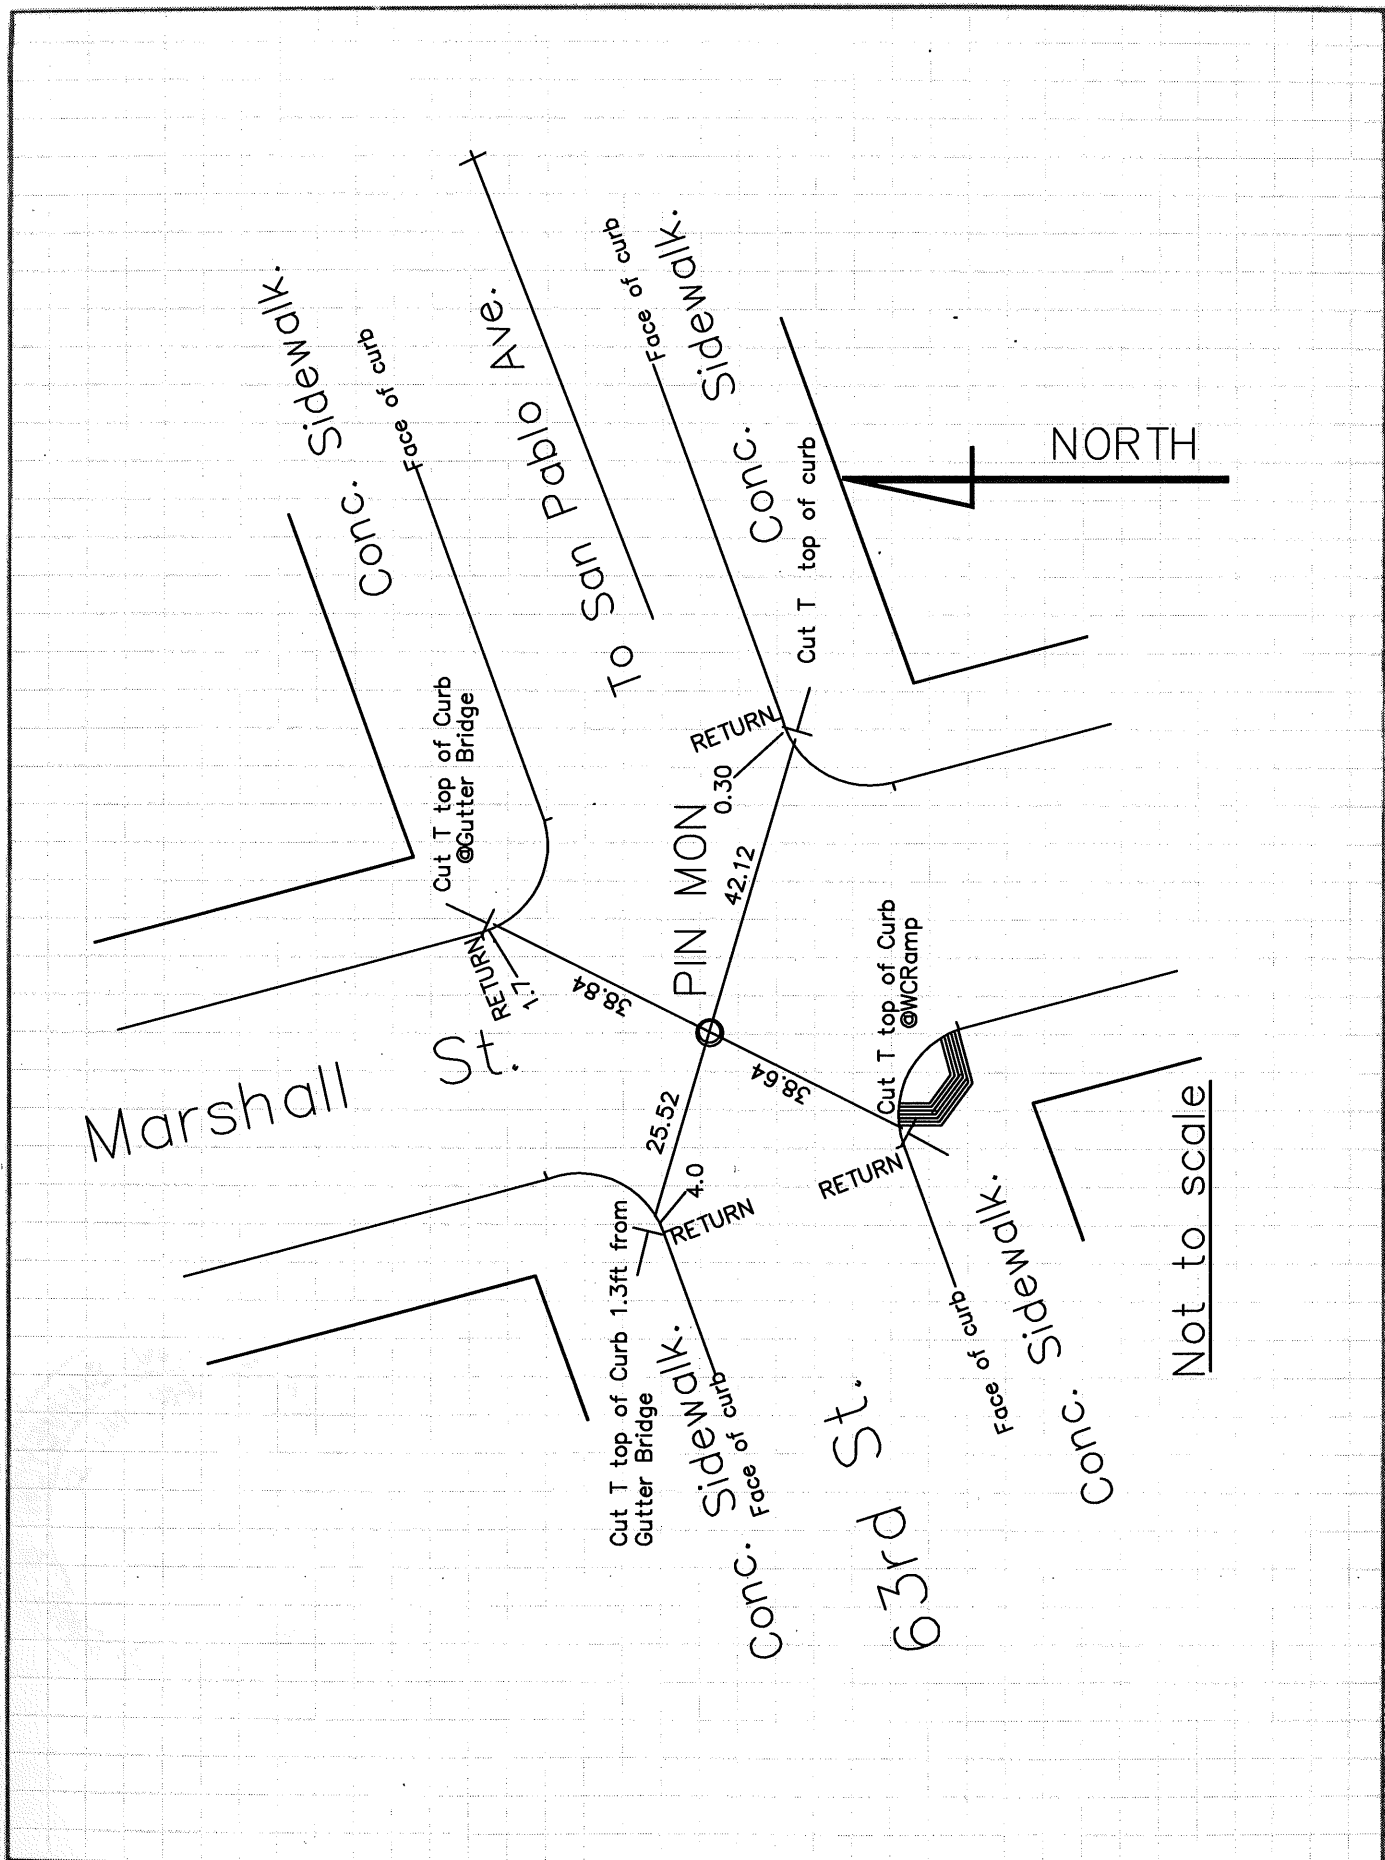 Conc. Sidewalk.
Face of curb
To San Pablo Ave.
Face of curb
Conc. Sidewalk.
NORTH
Cut T top of curb
Cut T top of Curb
@Gutter Bridge
RETURN
0.30
RETURN
1.7
38.84
PIN MON
42.12
Marshall St.
25.52
38.64
Cut T top of Curb
@WCRamp
4.0
RETURN
RETURN
Cut T top of Curb 1.3ft from
Gutter Bridge
Conc. Sidewalk.
Face of curb
63rd St.
Face of curb
Conc. Sidewalk.
Not to scale